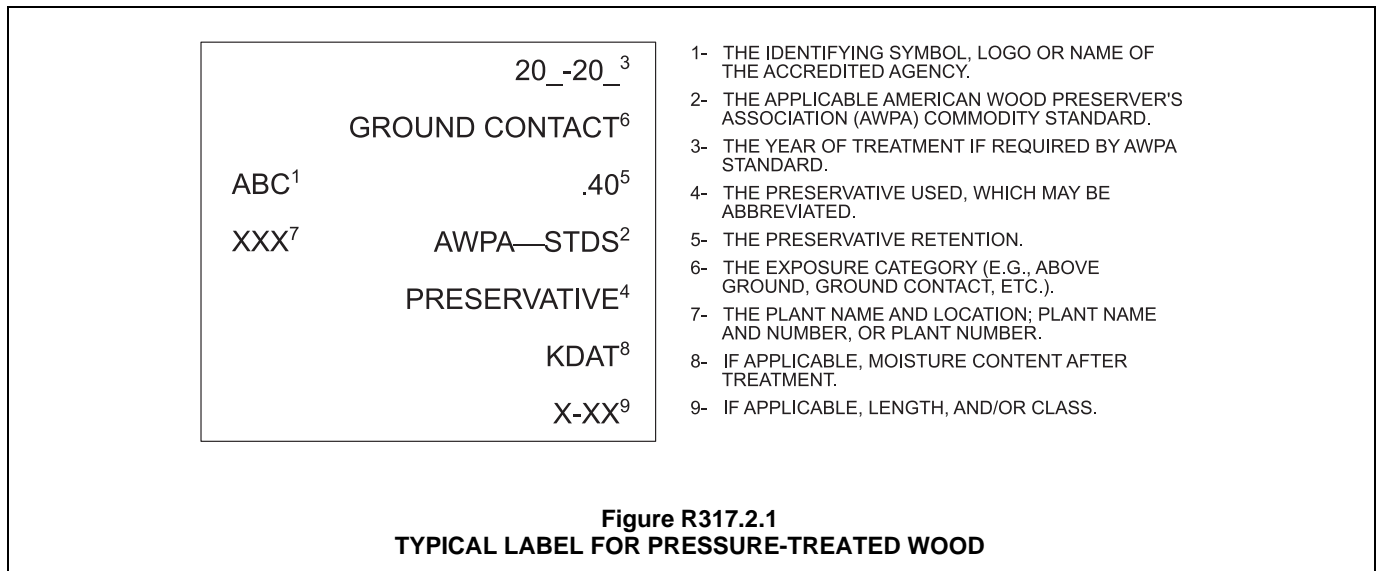 20_-20_³
GROUND CONTACT⁶
ABC¹ .40⁵
XXX⁷ AWPA—STDS²
PRESERVATIVE⁴
KDAT⁸
X-XX⁹
1- THE IDENTIFYING SYMBOL, LOGO OR NAME OF
THE ACCREDITED AGENCY.
2- THE APPLICABLE AMERICAN WOOD PRESERVER'S
ASSOCIATION (AWPA) COMMODITY STANDARD.
3- THE YEAR OF TREATMENT IF REQUIRED BY AWPA
STANDARD.
4- THE PRESERVATIVE USED, WHICH MAY BE
ABBREVIATED.
5- THE PRESERVATIVE RETENTION.
6- THE EXPOSURE CATEGORY (E.G., ABOVE
GROUND, GROUND CONTACT, ETC.).
7- THE PLANT NAME AND LOCATION; PLANT NAME
AND NUMBER, OR PLANT NUMBER.
8- IF APPLICABLE, MOISTURE CONTENT AFTER
TREATMENT.
9- IF APPLICABLE, LENGTH, AND/OR CLASS.
Figure R317.2.1
TYPICAL LABEL FOR PRESSURE-TREATED WOOD